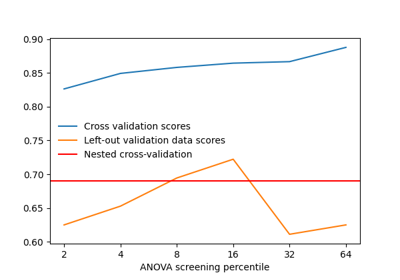 0.90
0.85
0.80
0.75
0.70
0.65
0.60
Cross validation scores
Left-out validation data scores
Nested cross-validation
2 4 8 16 32 64
ANOVA screening percentile